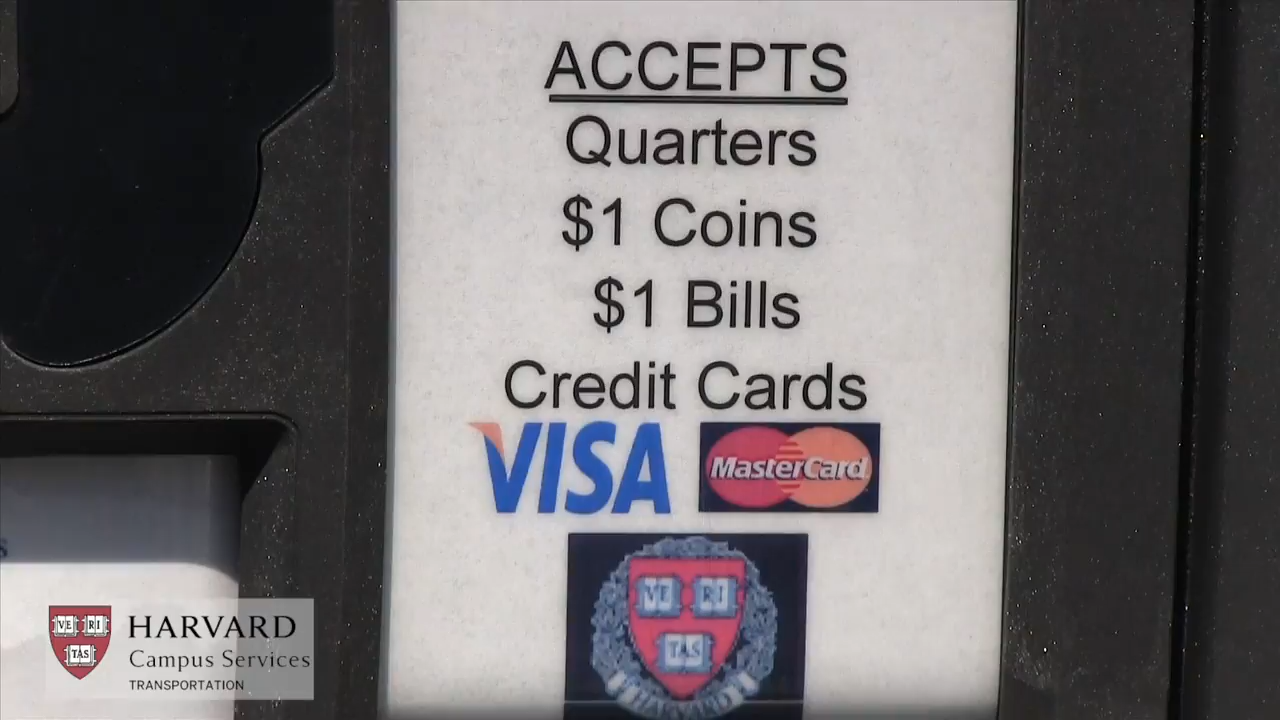 ACCEPTS
Quarters
$1 Coins
$1 Bills
Credit Cards
VISA MasterCard
VE RI
TAS
HARVARD
s
VE RI
TAS
HARVARD
Campus Services
TRANSPORTATION